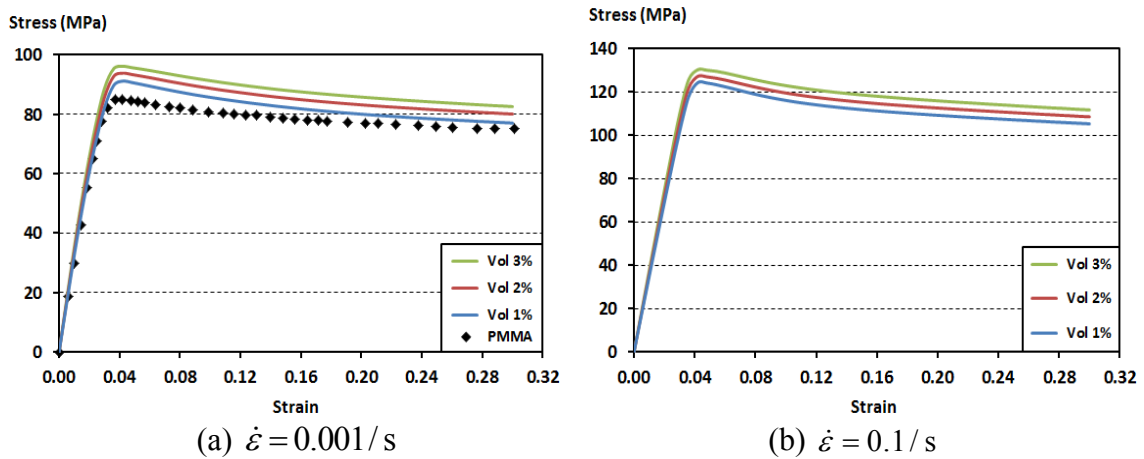 Stress (MPa)
100
80
60
40
20
0
0.00 0.04 0.08 0.12 0.16 0.20 0.24 0.28 0.32
Strain
Vol 3%
Vol 2%
Vol 1%
PMMA
(a) ε̇ = 0.001/ s
Stress (MPa)
140
120
100
80
60
40
20
0
0.00 0.04 0.08 0.12 0.16 0.20 0.24 0.28 0.32
Strain
Vol 3%
Vol 2%
Vol 1%
(b) ε̇ = 0.1/ s